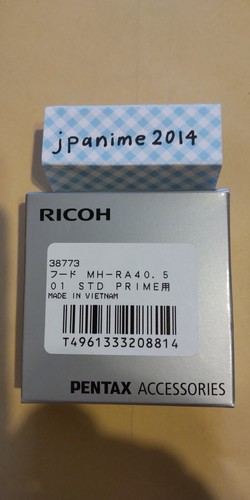 jpanime2014
RICOH
38773
フード MH-RA40.5
01 STD PRIME用
MADE IN VIETNAM
T4961333208814
PENTAX ACCESSORIES